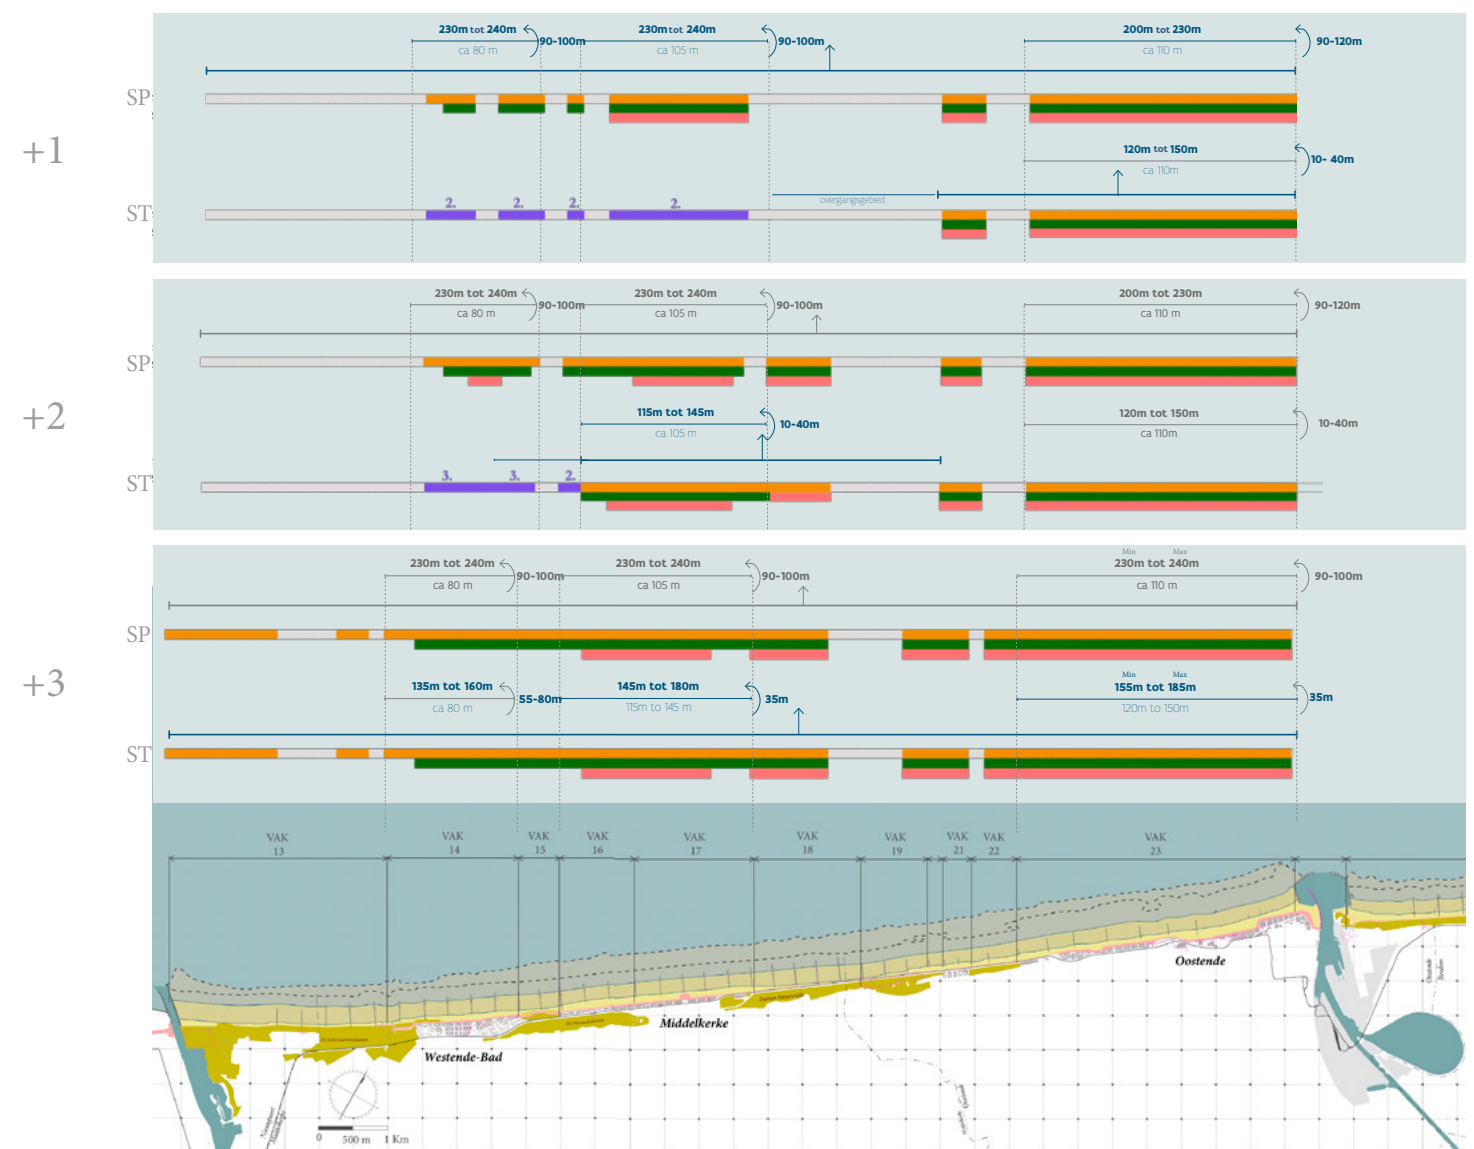 230m tot 240m
90-100m
230m tot 240m
90-100m
200m tot 230m
90-120m
ca 80 m
ca 105 m
ca 110 m
SP
+1
120m tot 150m
10- 40m
ca 110m
overgangsgebied
ST
2.
2.
2.
2.
230m tot 240m
90-100m
230m tot 240m
90-100m
200m tot 230m
90-120m
ca 80 m
ca 105 m
ca 110 m
SP
+2
115m tot 145m
10-40m
120m tot 150m
10-40m
ca 105 m
ca 110m
ST
3.
3.
2.
Min
Max
230m tot 240m
90-100m
230m tot 240m
90-100m
230m tot 240m
90-100m
ca 80 m
ca 105 m
ca 110 m
SP
+3
Min
Max
135m tot 160m
55-80m
145m tot 180m
35m
155m tot 185m
35m
ca 80 m
115m to 145 m
120m to 150m
ST
VAK
13
VAK
14
VAK
15
VAK
16
VAK
17
VAK
18
VAK
19
VAK
21
VAK
22
VAK
23
Oostende
Middelkerke
Westende-Bad
0
500 m
1 Km